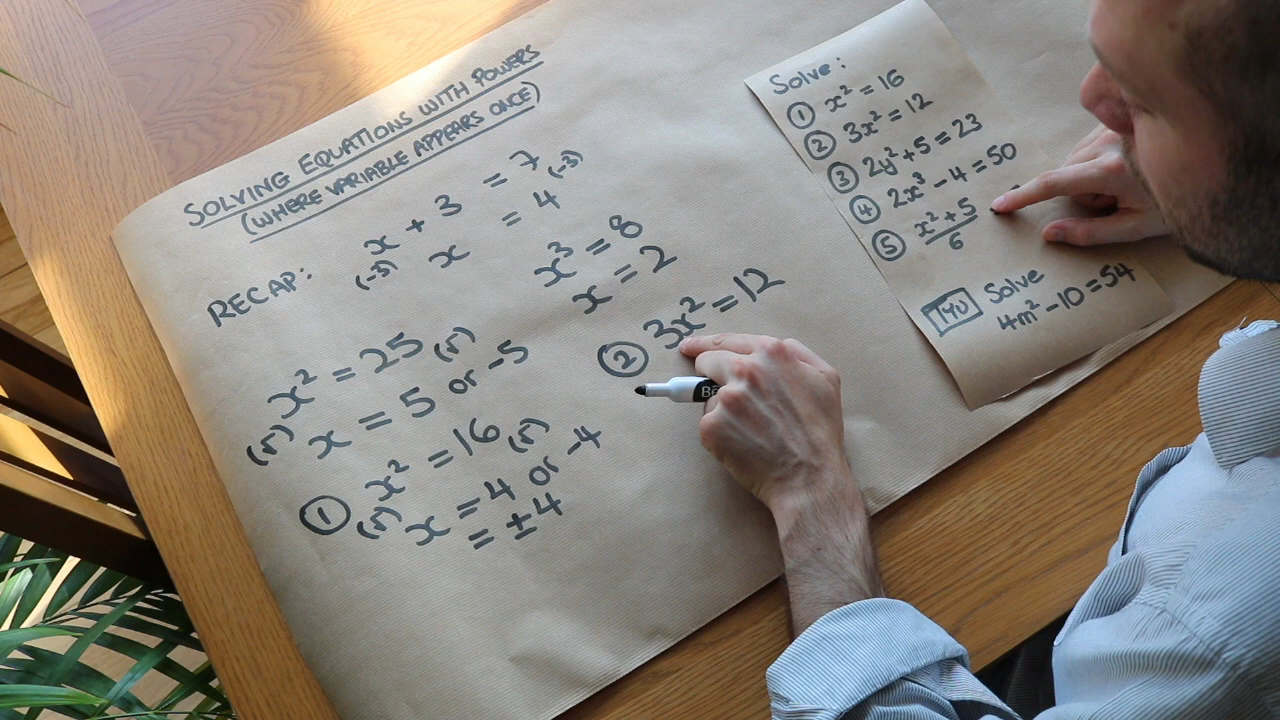 SOLVING EQUATIONS WITH POWERS
(WHERE VARIABLE APPEARS ONCE)
RECAP:
x + 3 = 7
(-3) x = 4 (-3)
x³ = 8
x = 2
x² = 25
(√) x = 5 or -5 (√)
① x² = 16
(√) x = 4 or -4 (√)
= ±4
② 3x² = 12
Be
Solve:
① x² = 16
② 3x² = 12
③ 2y² + 5 = 23
④ 2x³ - 4 = 50
⑤ x² + 5
6
TYU Solve
4m² - 10 = 54